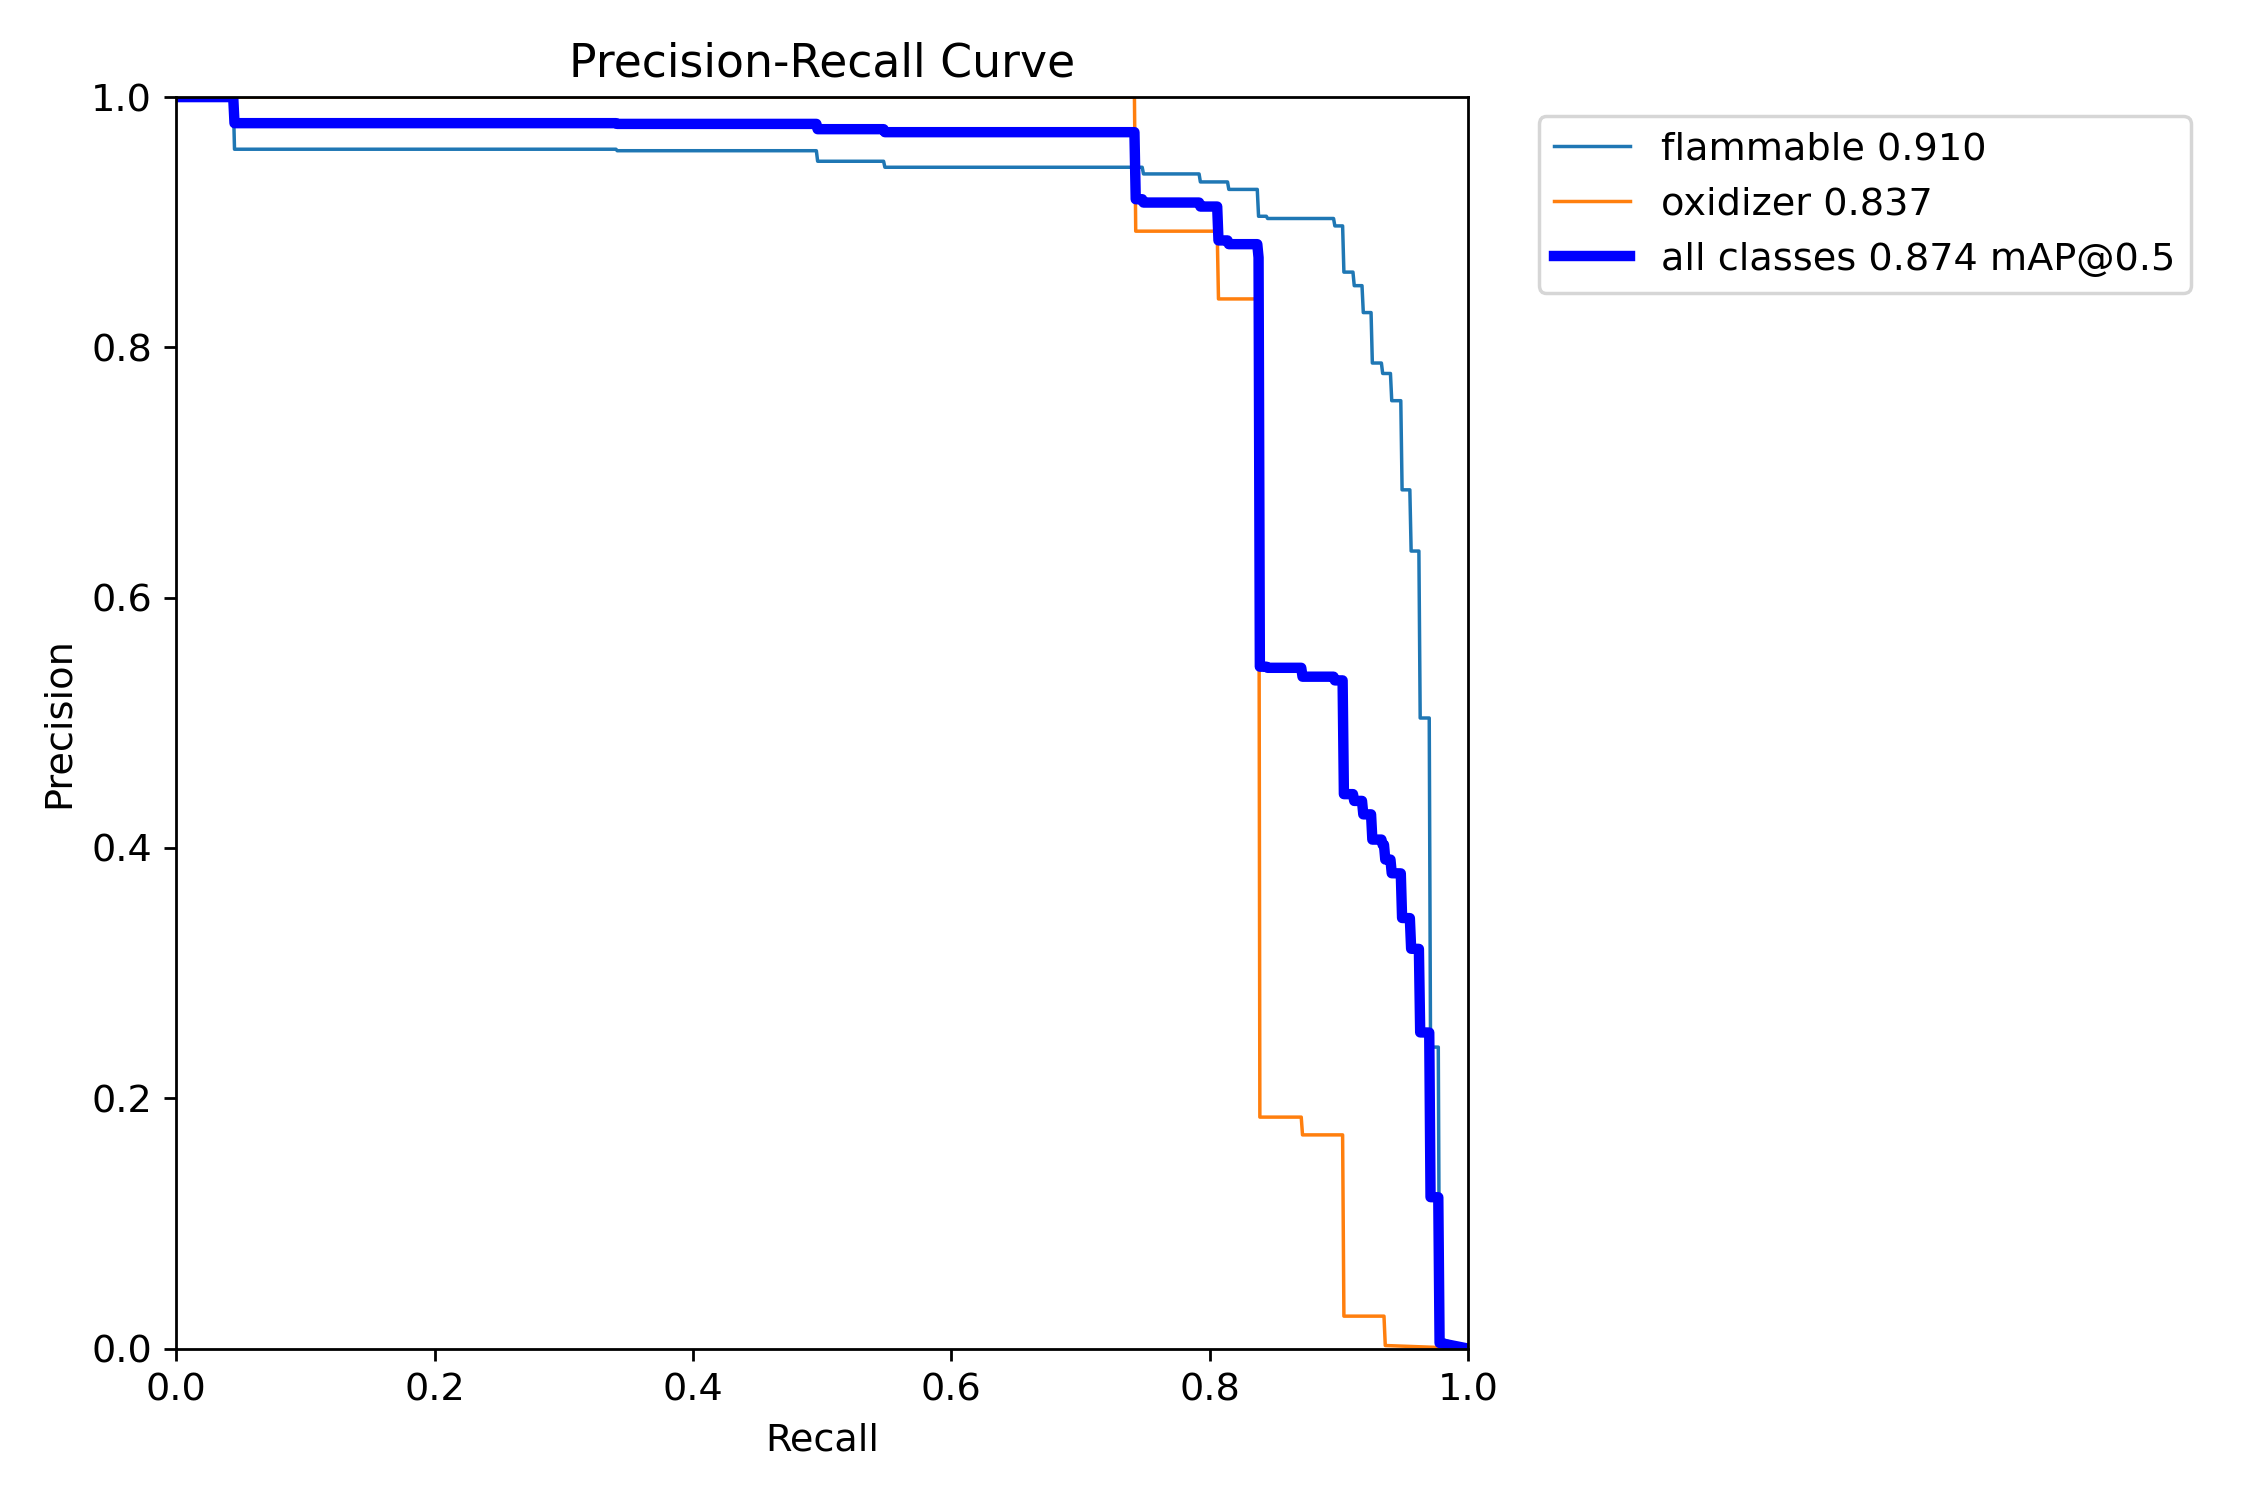 Precision-Recall Curve
flammable 0.910
oxidizer 0.837
all classes 0.874 mAP@0.5
1.0
0.8
0.6
0.4
0.2
0.0
Precision
0.0 0.2 0.4 0.6 0.8 1.0
Recall